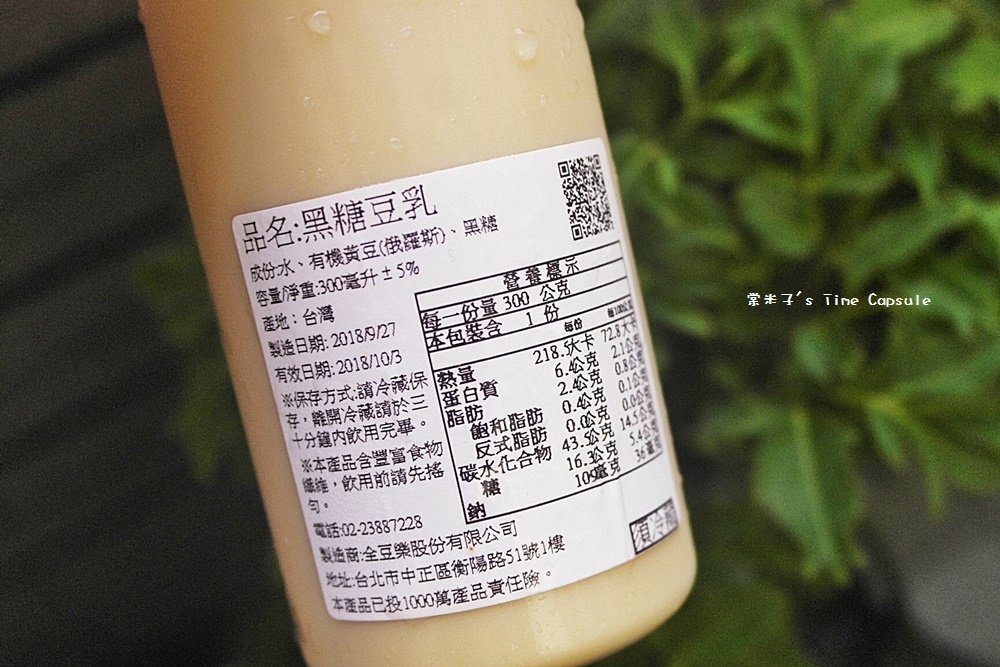 品名:黑糖豆乳
成份:水、有機黃豆(俄羅斯)、黑糖
容量/淨重:300毫升 ± 5%
產地：台灣
製造日期: 2018/9/27
有效日期: 2018/10/3
※保存方式:請冷藏保
存，離開冷藏請於三
十分鐘內飲用完畢。
※本產品含豐富食物
纖維，飲用前請先搖
勻。
電話:02-23887228
製造商:全豆樂股份有限公司
地址:台北市中正區衡陽路51號1樓
本產品已投1000萬產品責任險。
營養標示
每一份量 300 公克
本包裝含 1 份
每份
熱量 218.5大卡 72.8大卡
蛋白質 6.4公克 2.1公克
脂肪 2.4公克 0.8公克
飽和脂肪 0.4公克 0.1公克
反式脂肪 0.0公克 0.0公克
碳水化合物 43.5公克 14.5公克
糖 16.3公克 5.4公克
鈉 109毫克 36毫克
須冷藏
's Time Capsule